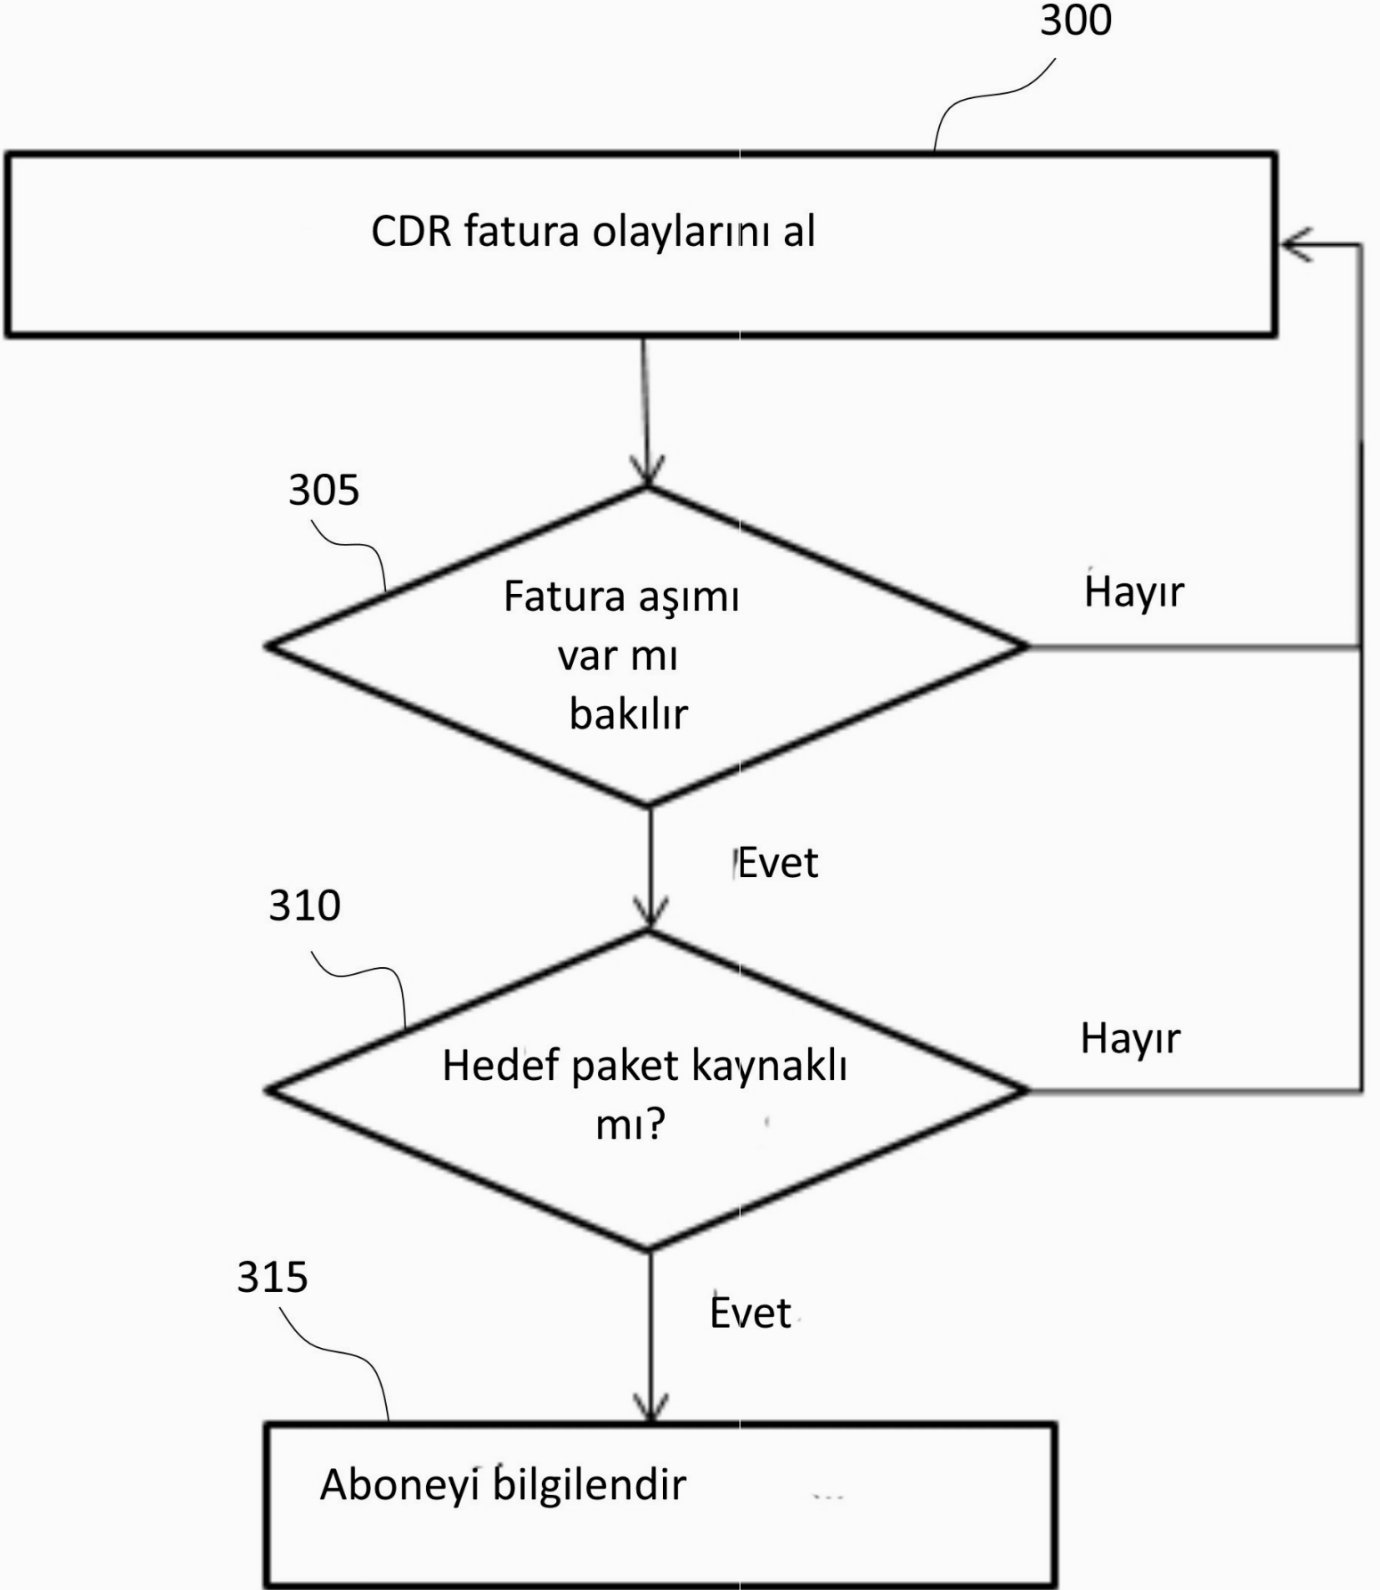 300
CDR fatura olaylarını al
305
Fatura aşımı
var mı
bakılır
Hayır
Evet
310
Hedef paket kaynaklı
mı?
Hayır
315
Evet
Aboneyi bilgilendir